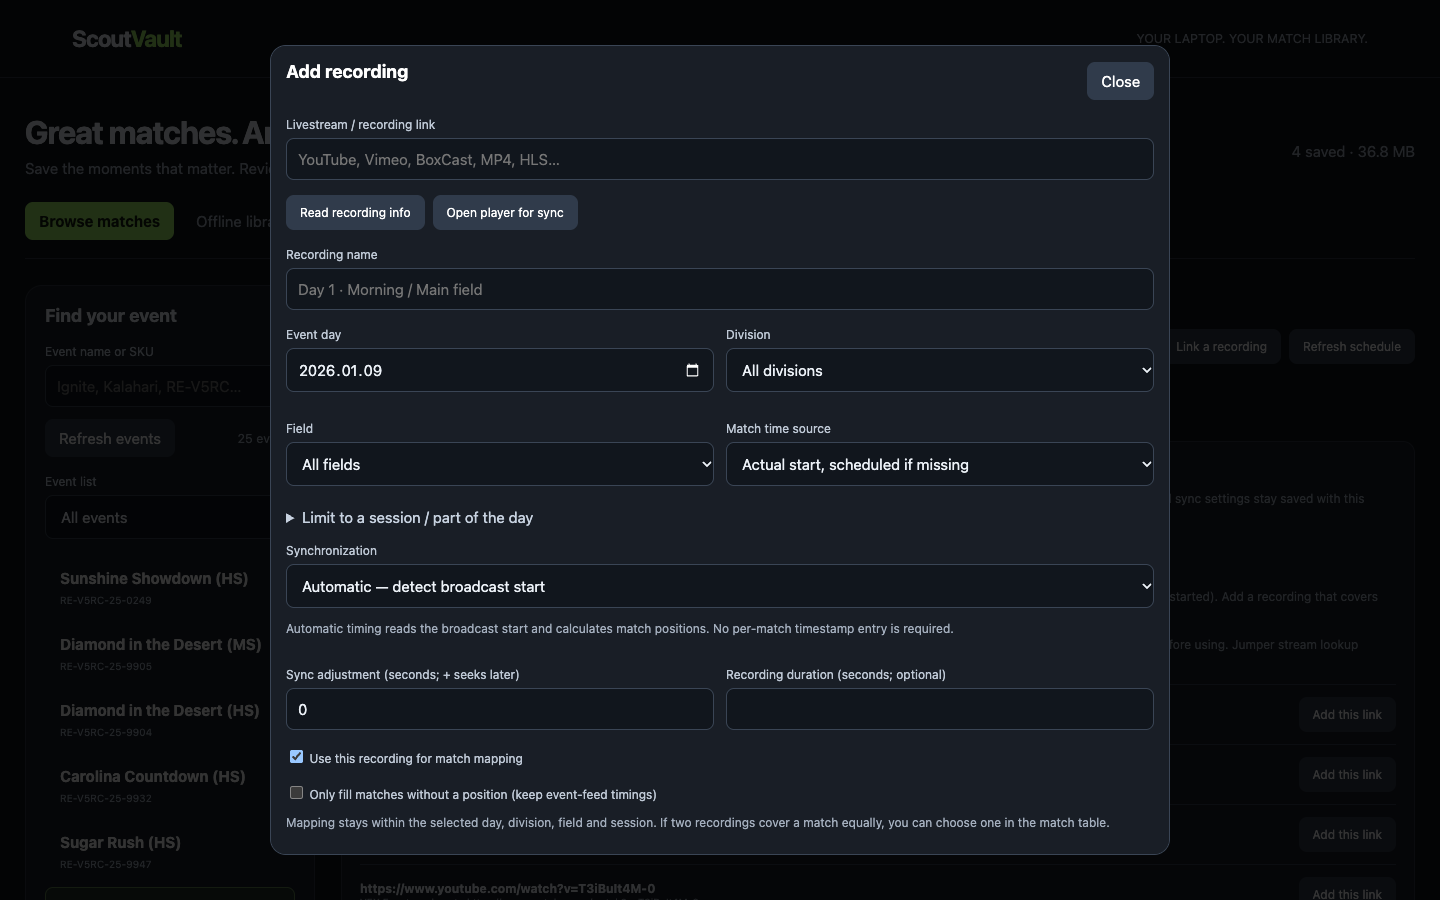 ScoutVault
YOUR LAPTOP. YOUR MATCH LIBRARY.
Great matches. Ar
Save the moments that matter. Revi
4 saved · 36.8 MB
Browse matches
Offline libra
Find your event
Event name or SKU
Ignite, Kalahari, RE-V5RC...
Refresh events
25 ev
Event list
All events
Sunshine Showdown (HS)
RE-V5RC-25-0249
Diamond in the Desert (MS)
RE-V5RC-25-9905
Diamond in the Desert (HS)
RE-V5RC-25-9904
Carolina Countdown (HS)
RE-V5RC-25-9932
Sugar Rush (HS)
RE-V5RC-25-9947
Add recording
Close
Livestream / recording link
YouTube, Vimeo, BoxCast, MP4, HLS...
Read recording info
Open player for sync
Recording name
Day 1 · Morning / Main field
Event day
Division
2026.01.09
All divisions
Field
Match time source
All fields
Actual start, scheduled if missing
Limit to a session / part of the day
Synchronization
Automatic — detect broadcast start
Automatic timing reads the broadcast start and calculates match positions. No per-match timestamp entry is required.
Sync adjustment (seconds; + seeks later)
Recording duration (seconds; optional)
0
Use this recording for match mapping
Only fill matches without a position (keep event-feed timings)
Mapping stays within the selected day, division, field and session. If two recordings cover a match equally, you can choose one in the match table.
Link a recording
Refresh schedule
sync settings stay saved with this
started). Add a recording that covers
fore using. Jumper stream lookup
Add this link
Add this link
Add this link
https://www.youtube.com/watch?v=T3iBuIt4M-0
Add this link